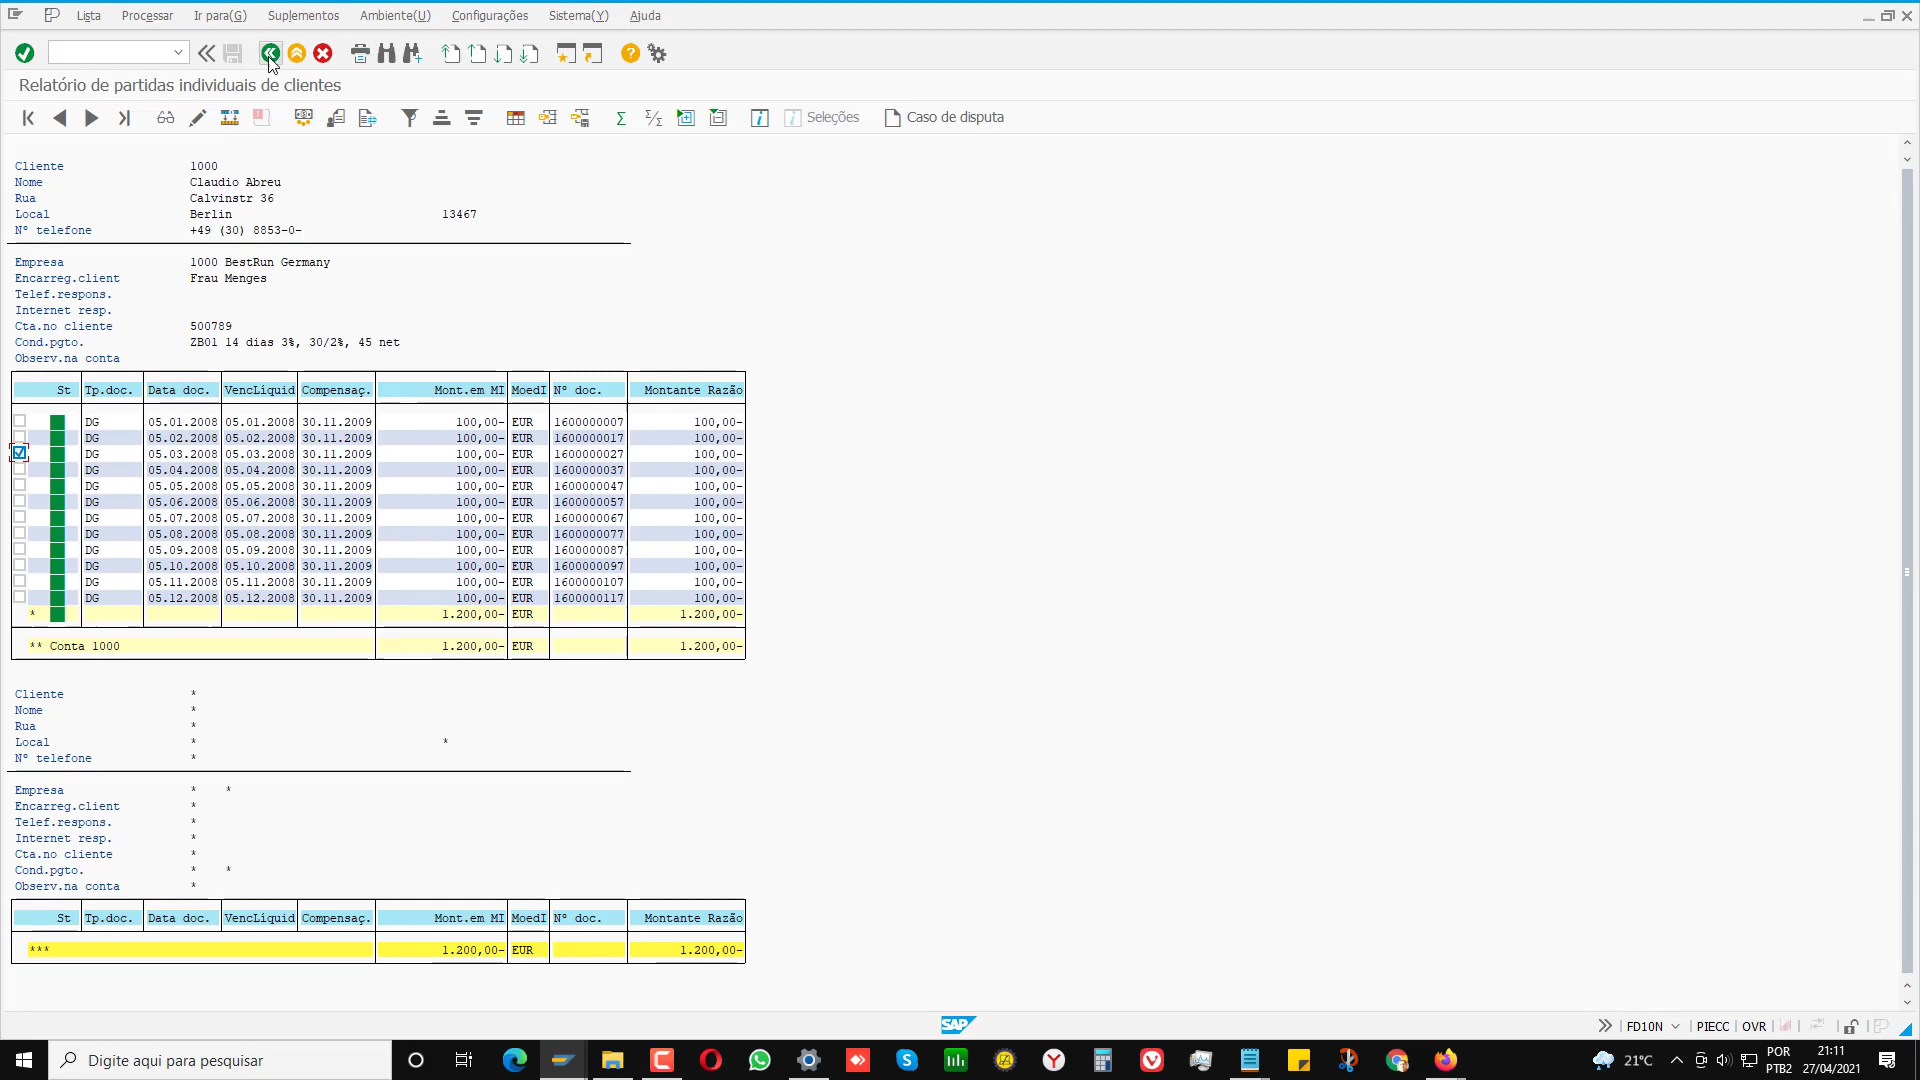 Lista Processar Ir para(G) Suplementos Ambiente(U) Configurações Sistema(Y) Ajuda
Relatório de partidas individuais de clientes
Seleções Caso de disputa
Cliente 1000
Nome Claudio Abreu
Rua Calvinstr 36
Local Berlin 13467
Nº telefone +49 (30) 8853-0-
Empresa 1000 BestRun Germany
Encarreg.client Frau Menges
Telef.respons.
Internet resp.
Cta.no cliente 500789
Cond.pgto. ZB01 14 dias 3%, 30/2%, 45 net
Observ.na conta
St Tp.doc. Data doc. VencLíquid Compensaç. Mont.em MI MoedI Nº doc. Montante Razão
DG 05.01.2008 05.01.2008 30.11.2009 100,00- EUR 1600000007 100,00-
DG 05.02.2008 05.02.2008 30.11.2009 100,00- EUR 1600000017 100,00-
DG 05.03.2008 05.03.2008 30.11.2009 100,00- EUR 1600000027 100,00-
DG 05.04.2008 05.04.2008 30.11.2009 100,00- EUR 1600000037 100,00-
DG 05.05.2008 05.05.2008 30.11.2009 100,00- EUR 1600000047 100,00-
DG 05.06.2008 05.06.2008 30.11.2009 100,00- EUR 1600000057 100,00-
DG 05.07.2008 05.07.2008 30.11.2009 100,00- EUR 1600000067 100,00-
DG 05.08.2008 05.08.2008 30.11.2009 100,00- EUR 1600000077 100,00-
DG 05.09.2008 05.09.2008 30.11.2009 100,00- EUR 1600000087 100,00-
DG 05.10.2008 05.10.2008 30.11.2009 100,00- EUR 1600000097 100,00-
DG 05.11.2008 05.11.2008 30.11.2009 100,00- EUR 1600000107 100,00-
DG 05.12.2008 05.12.2008 30.11.2009 100,00- EUR 1600000117 100,00-
* 1.200,00- EUR 1.200,00-
** Conta 1000 1.200,00- EUR 1.200,00-
Cliente *
Nome *
Rua *
Local * *
Nº telefone *
Empresa * *
Encarreg.client *
Telef.respons. *
Internet resp. *
Cta.no cliente *
Cond.pgto. * *
Observ.na conta *
St Tp.doc. Data doc. VencLíquid Compensaç. Mont.em MI MoedI Nº doc. Montante Razão
*** 1.200,00- EUR 1.200,00-
SAP
FD10N PIECC OVR
Digite aqui para pesquisar
21°C
POR
PTB2
21:11
27/04/2021